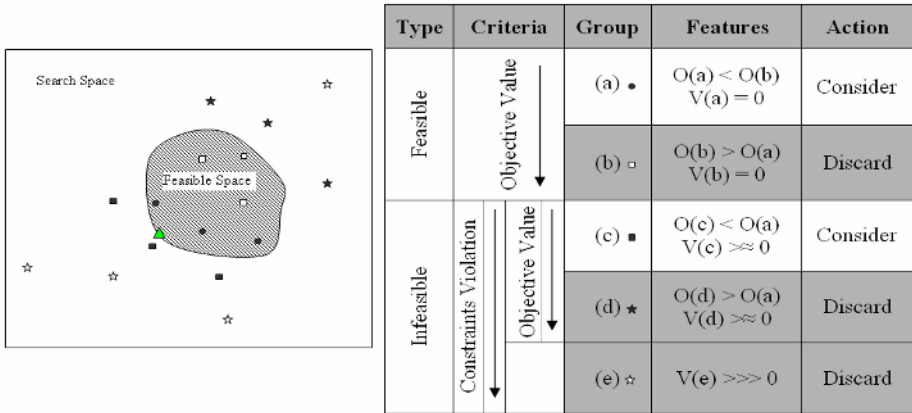 Search Space
Feasible Space
Type Criteria Group Features Action
Feasible
Objective Value
(a)
O(a) < O(b)
V(a) = 0
Consider
(b)
O(b) > O(a)
V(b) = 0
Discard
Infeasible
Constraints Violation
Objective Value
(c)
O(c) < O(a)
V(c) >≈ 0
Consider
(d)
O(d) > O(a)
V(d) >≈ 0
Discard
(e)
V(e) >>> 0
Discard